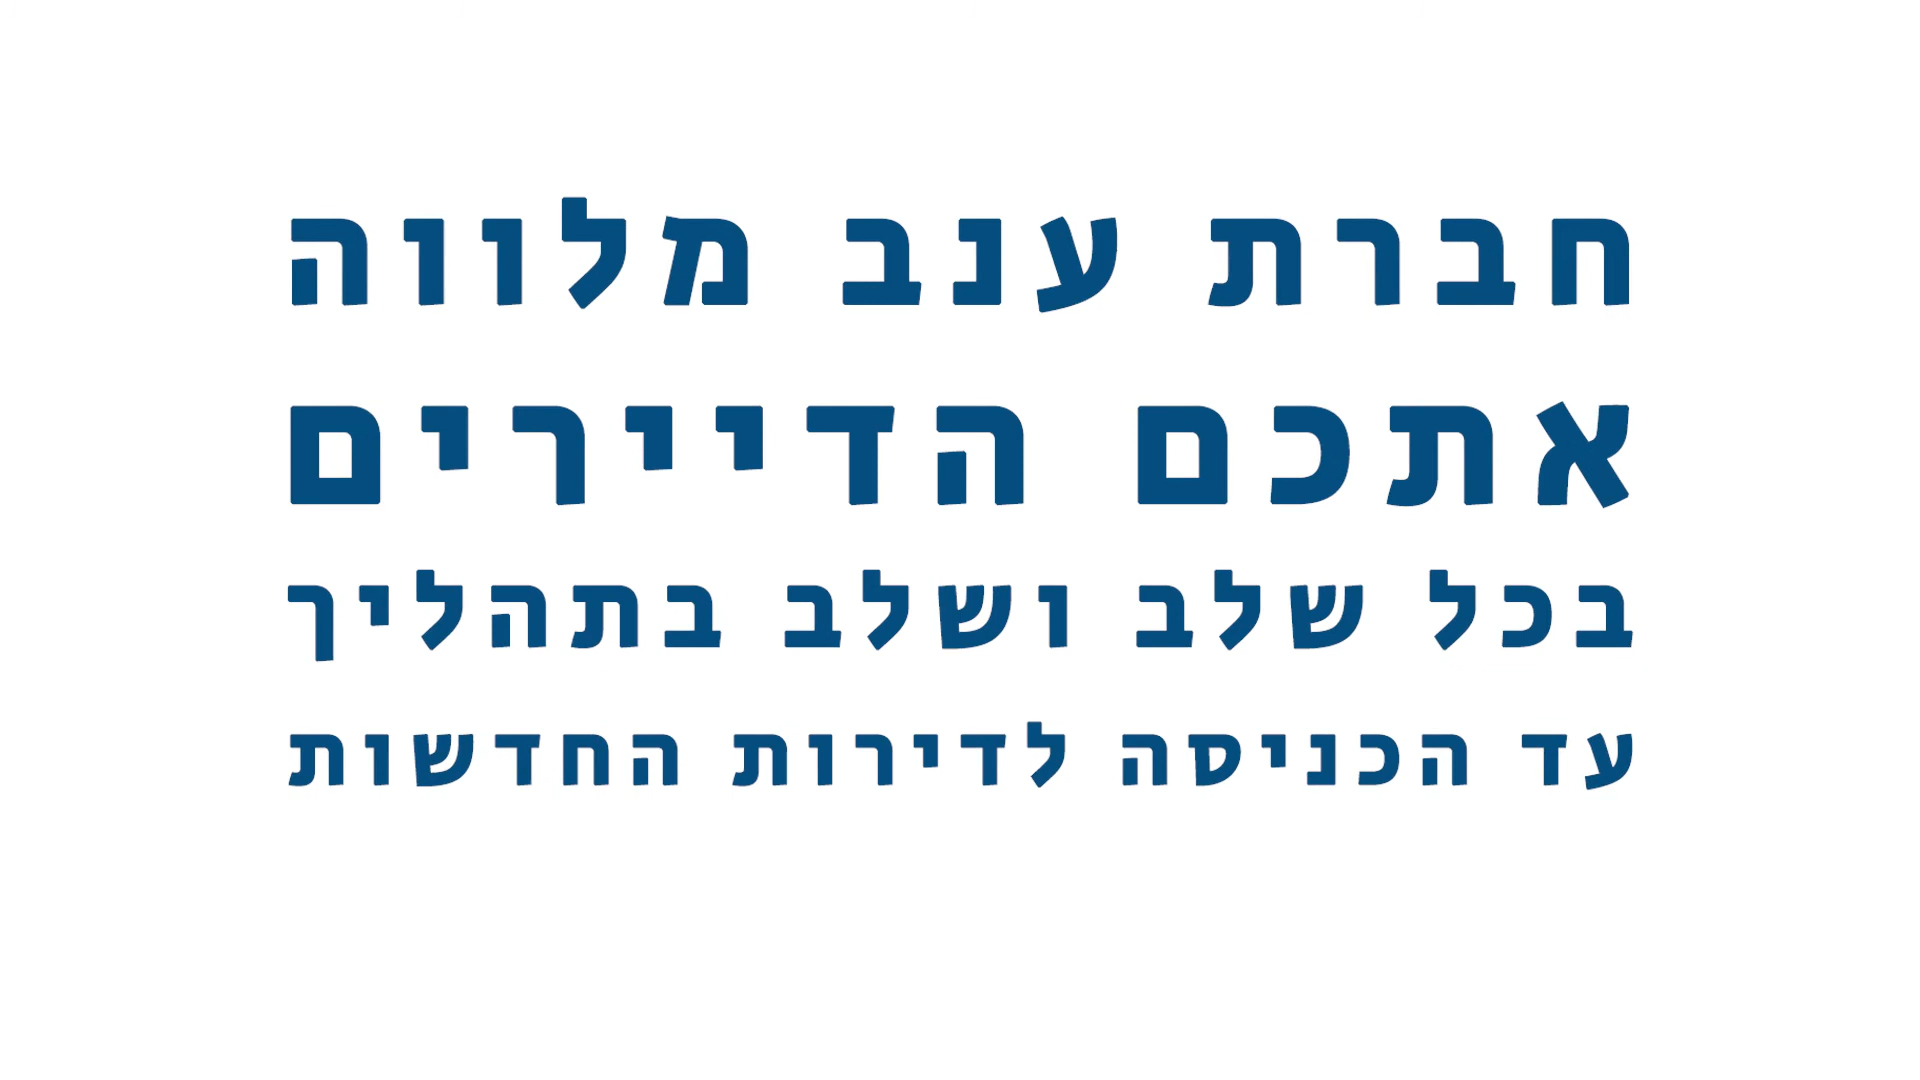 חברת ענב מלווה
אתכם הדיירים
בכל שלב ושלב בתהליך
עד הכניסה לדירות החדשות